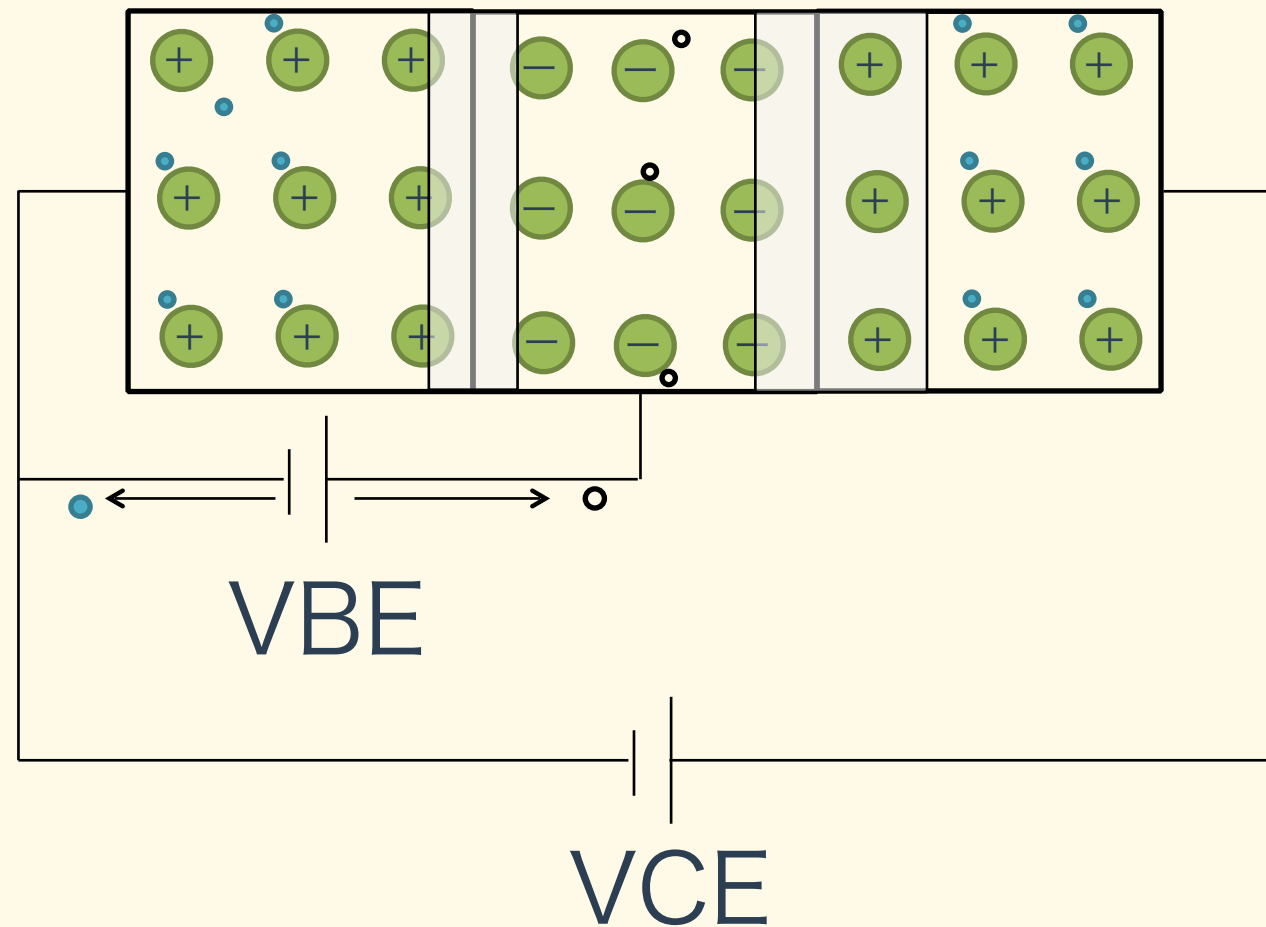 + + + − − − + + +
+ + + − − − + + +
+ + + − − − + + +
VBE
VCE